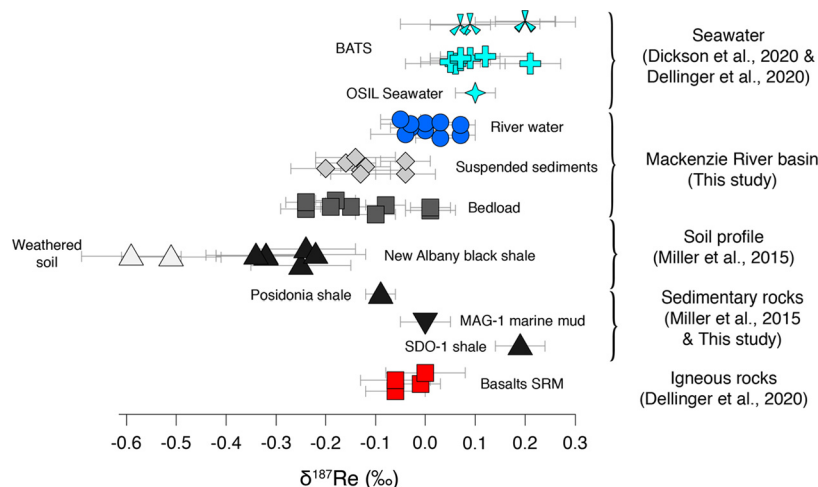 BATS
Seawater
(Dickson et al., 2020 &
Dellinger et al., 2020)
OSIL Seawater
River water
Suspended sediments
Mackenzie River basin
(This study)
Bedload
Weathered
soil
New Albany black shale
Soil profile
(Miller et al., 2015)
Posidonia shale
MAG-1 marine mud
SDO-1 shale
Sedimentary rocks
(Miller et al., 2015
& This study)
Basalts SRM
Igneous rocks
(Dellinger et al., 2020)
-0.6 -0.5 -0.4 -0.3 -0.2 -0.1 0.0 0.1 0.2 0.3
δ¹⁸⁷Re (‰)